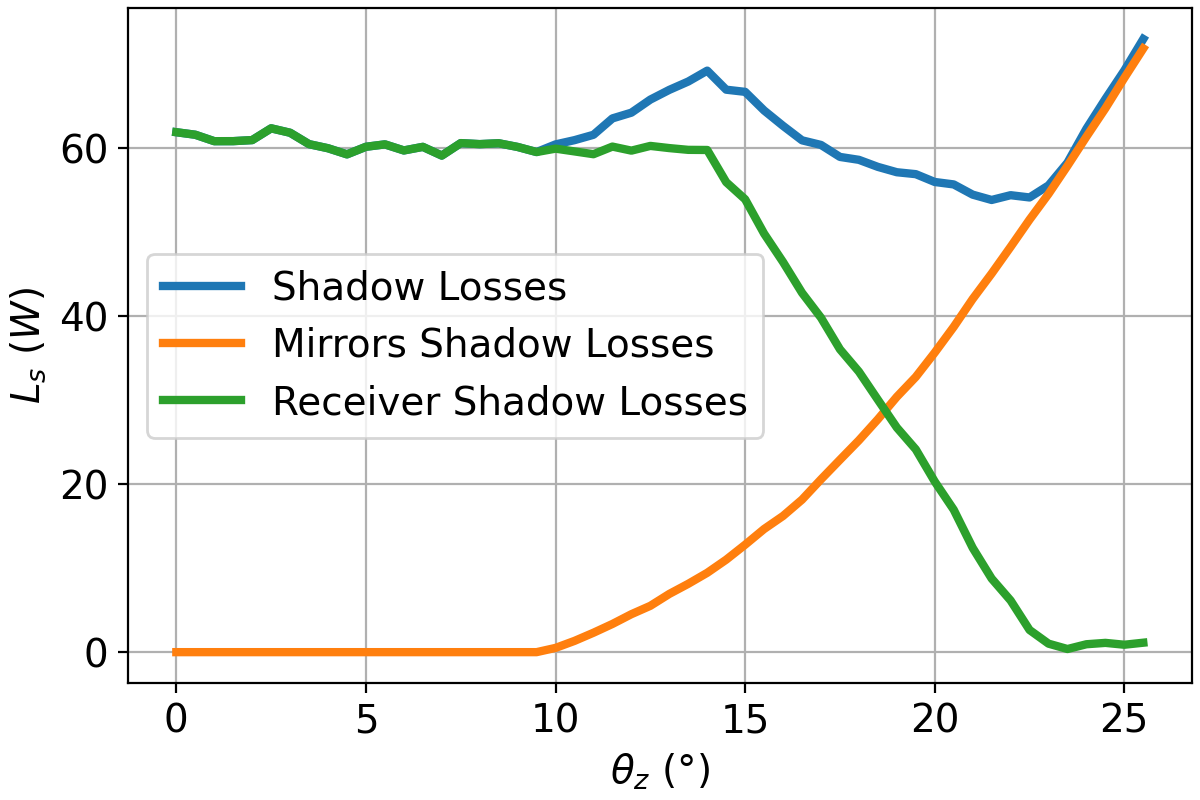 60
40
20
0
L_s (W)
Shadow Losses
Mirrors Shadow Losses
Receiver Shadow Losses
0 5 10 15 20 25
θ_z (°)